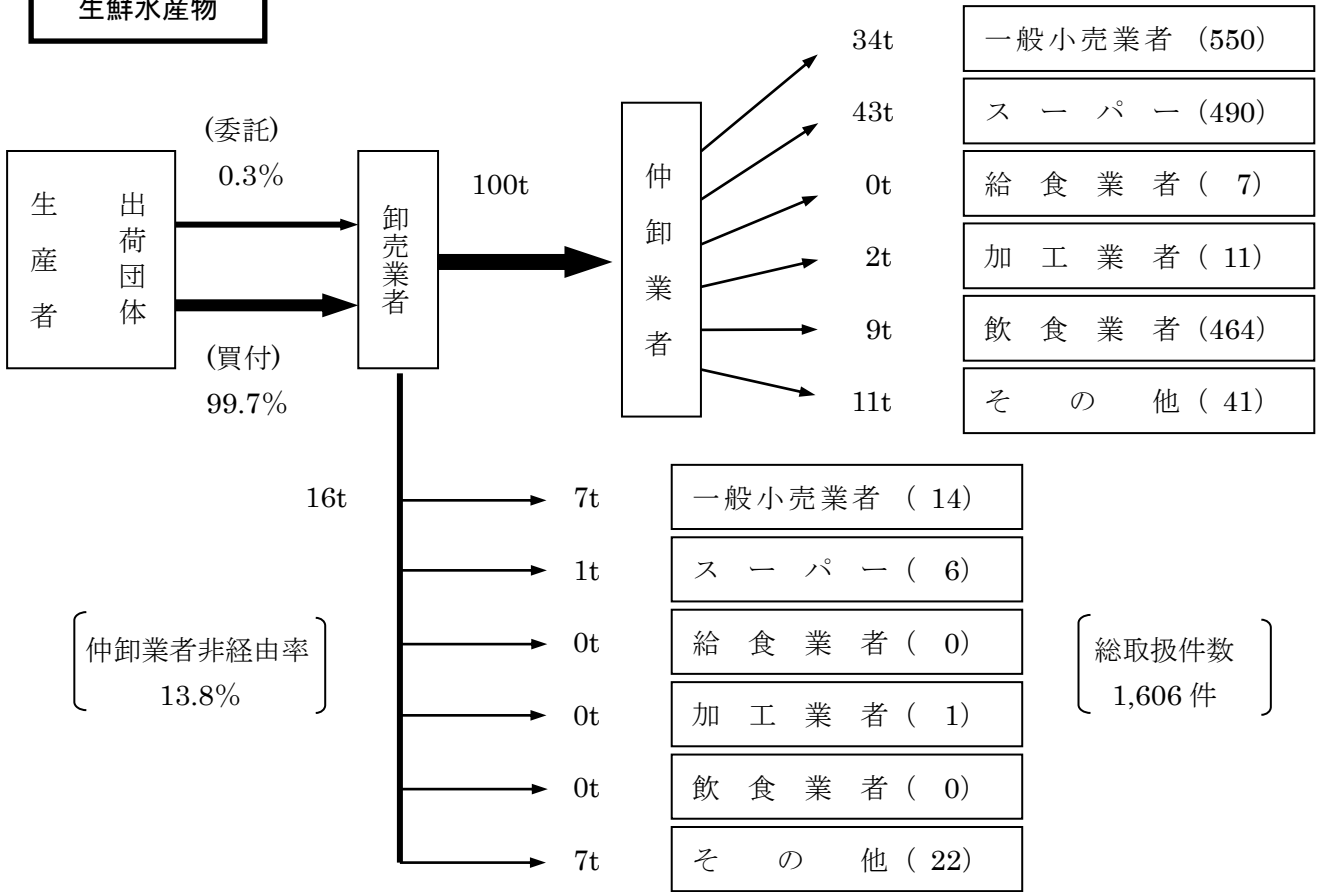 生鮮水産物
(委託)
0.3%
生産者
出荷団体
(買付)
99.7%
卸売業者
100t
仲卸業者
34t
一般小売業者 (550)
43t
スーパー (490)
0t
給食業者 ( 7)
2t
加工業者 ( 11)
9t
飲食業者 (464)
11t
その他 ( 41)
16t
7t
一般小売業者 ( 14)
1t
スーパー ( 6)
0t
給食業者 ( 0)
0t
加工業者 ( 1)
0t
飲食業者 ( 0)
7t
その他 ( 22)
仲卸業者非経由率
13.8%
総取扱件数
1,606 件